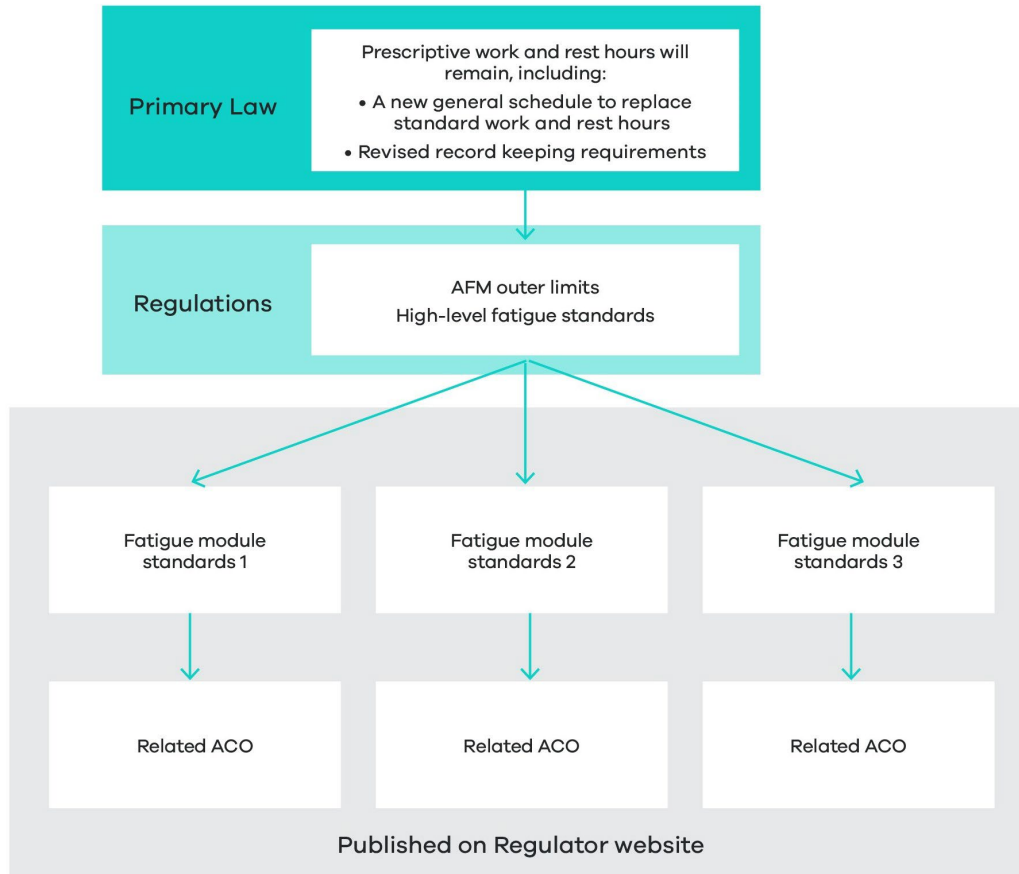 Primary Law
Prescriptive work and rest hours will
remain, including:
• A new general schedule to replace
standard work and rest hours
• Revised record keeping requirements
Regulations
AFM outer limits
High-level fatigue standards
Fatigue module
standards 1
Fatigue module
standards 2
Fatigue module
standards 3
Related ACO
Related ACO
Related ACO
Published on Regulator website